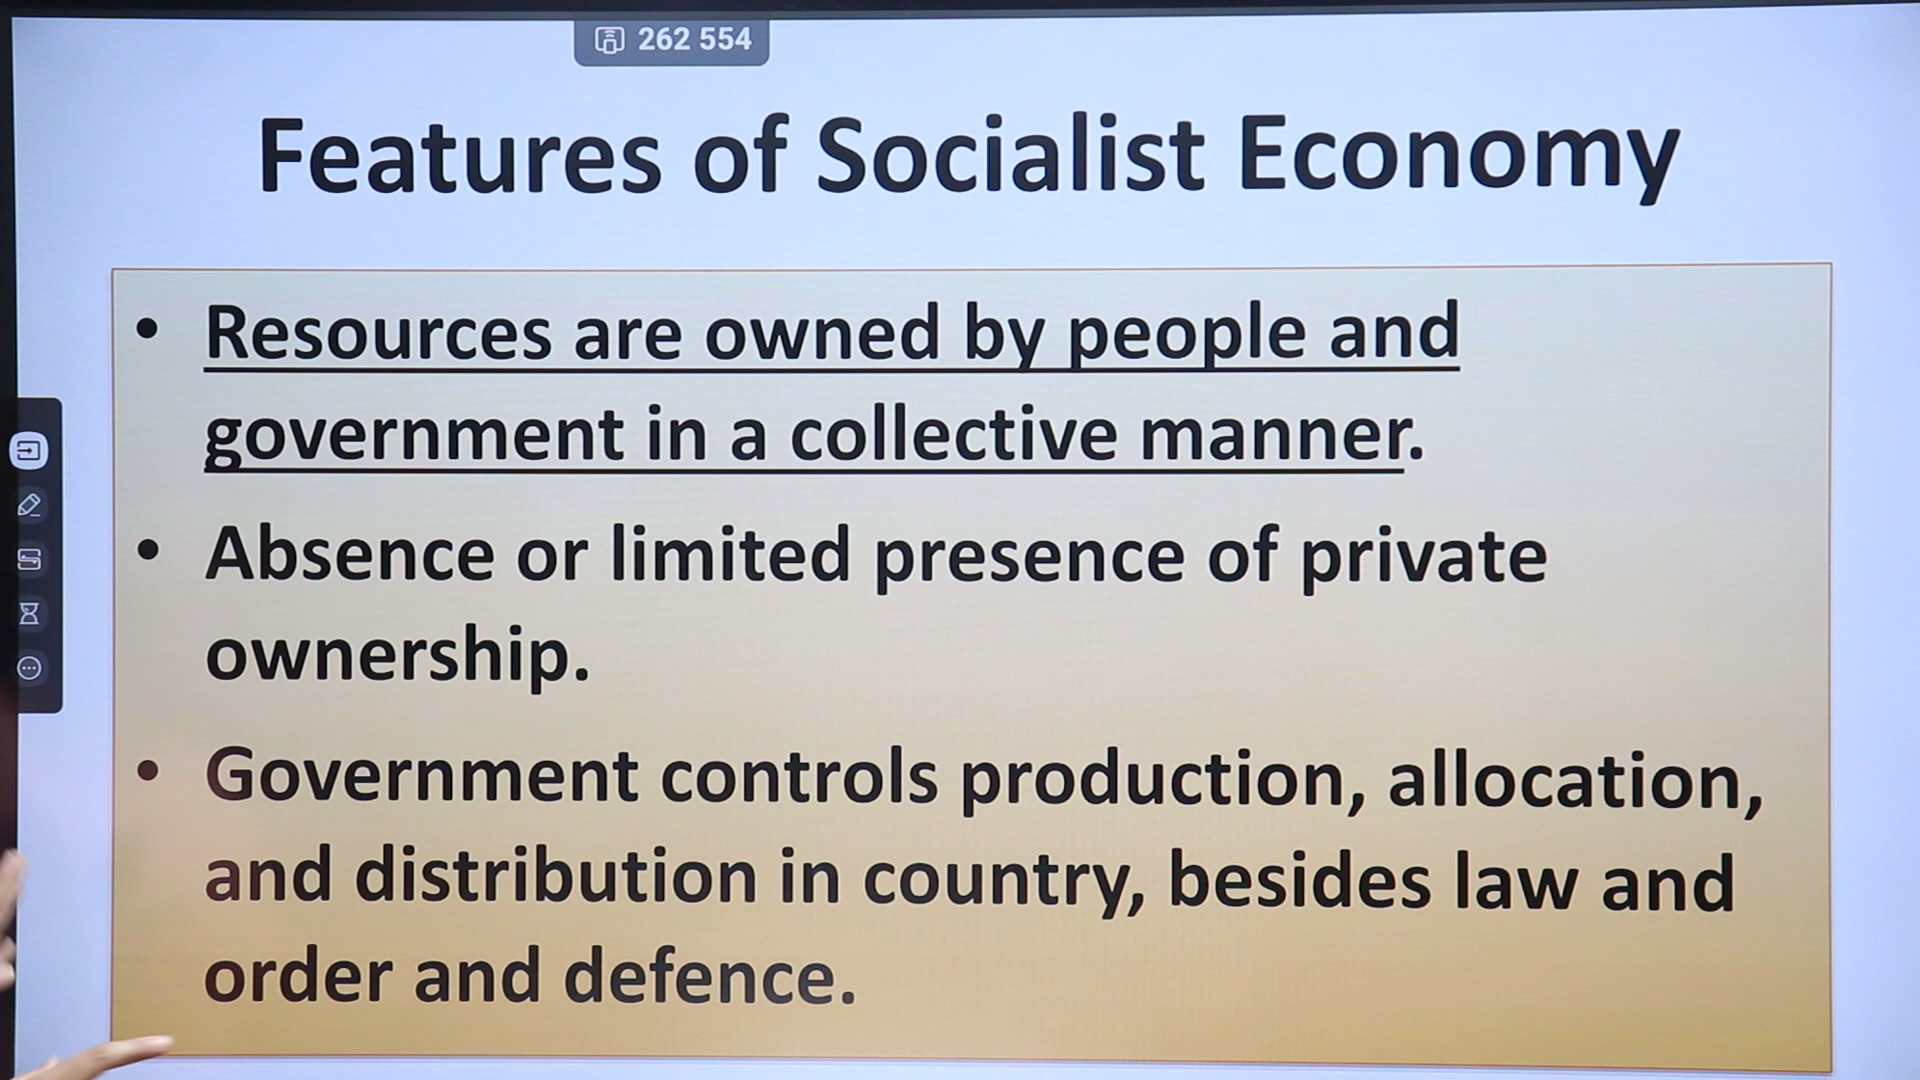 262 554
Features of Socialist Economy
• Resources are owned by people and
government in a collective manner.
• Absence or limited presence of private
ownership.
• Government controls production, allocation,
and distribution in country, besides law and
order and defence.